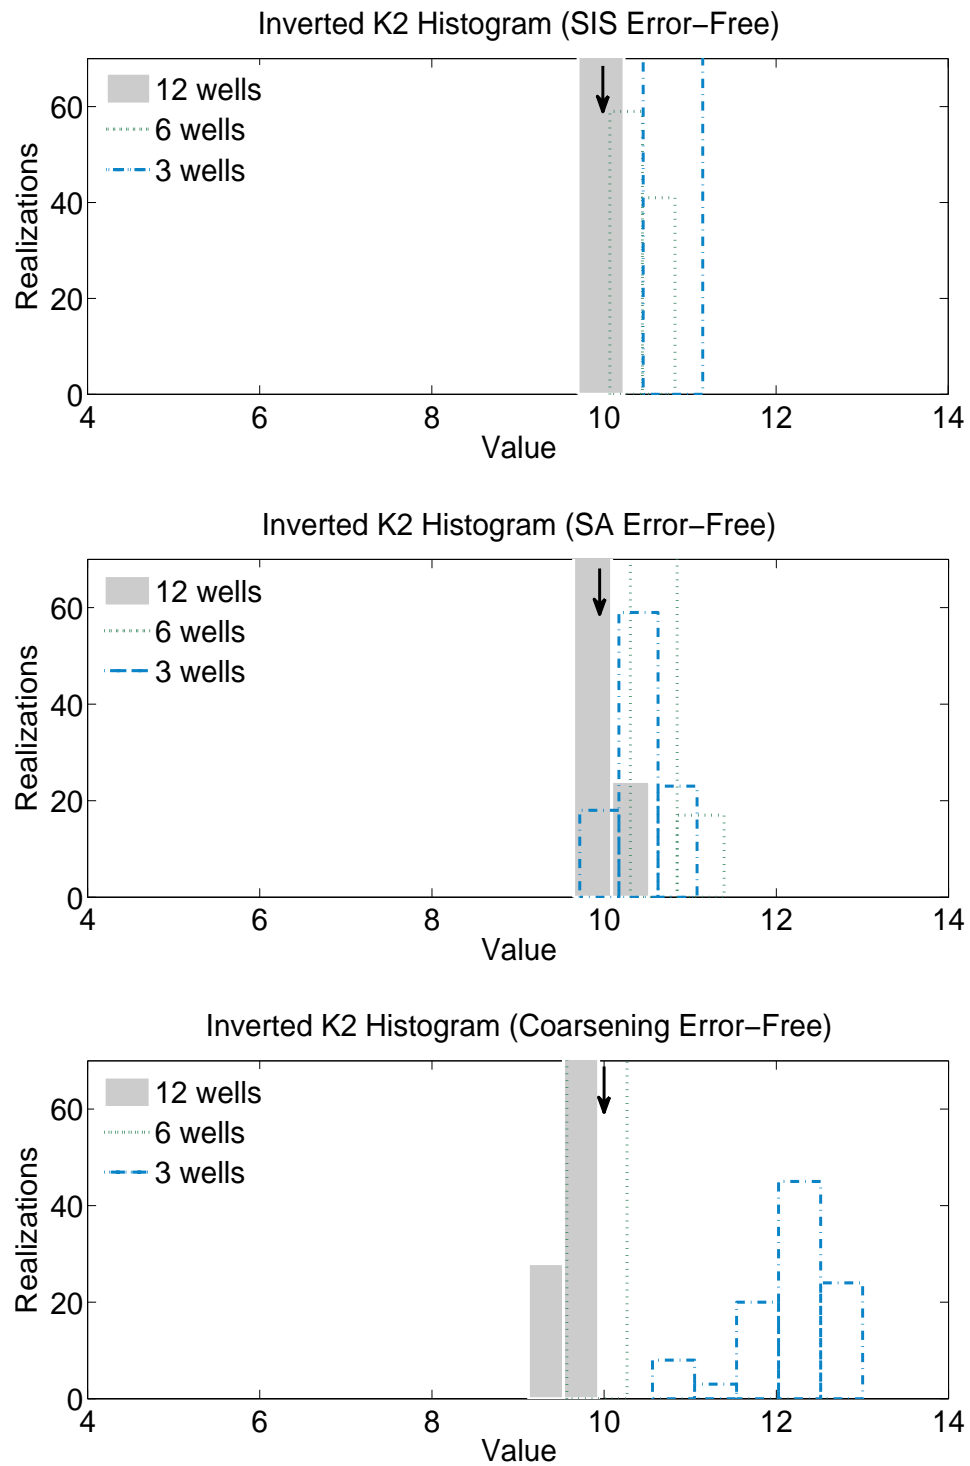 Inverted K2 Histogram (SIS Error−Free)
12 wells
6 wells
3 wells
Realizations
60
40
20
0
4 6 8 10 12 14
Value
Inverted K2 Histogram (SA Error−Free)
12 wells
6 wells
3 wells
Realizations
60
40
20
0
4 6 8 10 12 14
Value
Inverted K2 Histogram (Coarsening Error−Free)
12 wells
6 wells
3 wells
Realizations
60
40
20
0
4 6 8 10 12 14
Value